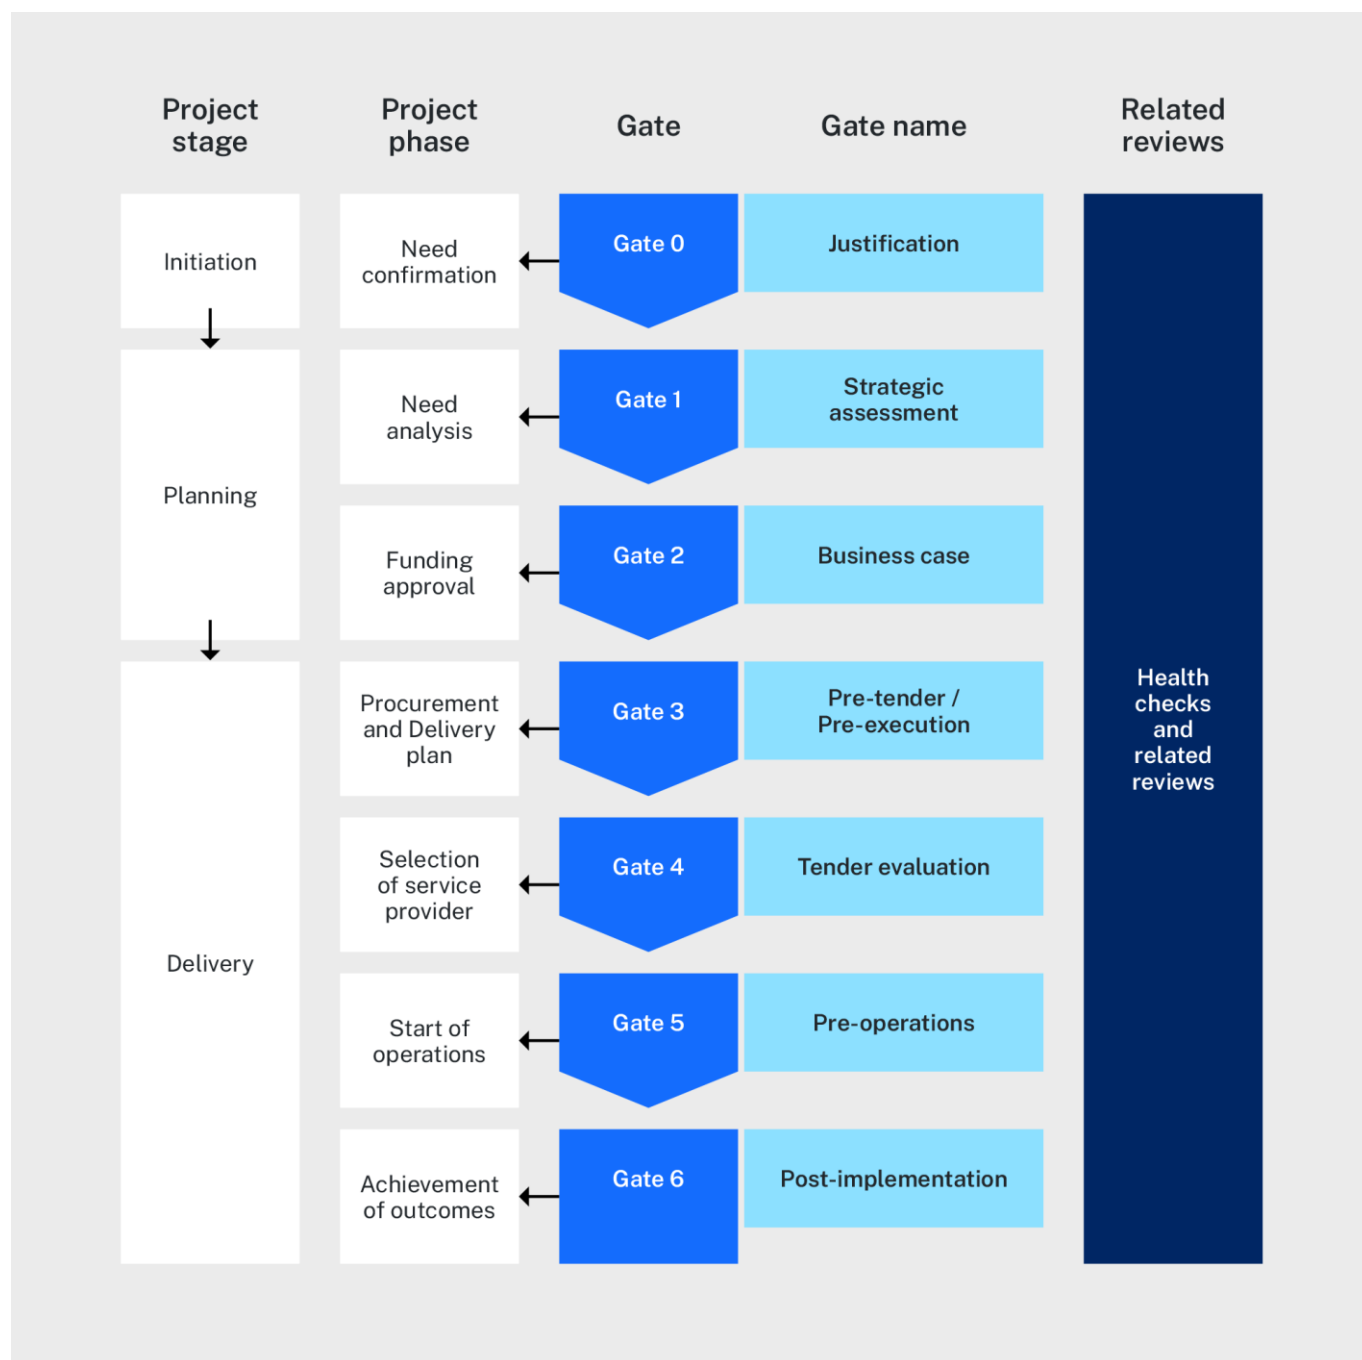 Project
stage
Project
phase
Gate
Gate name
Related
reviews
Initiation
Need
confirmation
Gate 0
Justification
Planning
Need
analysis
Gate 1
Strategic
assessment
Funding
approval
Gate 2
Business case
Delivery
Procurement
and Delivery
plan
Gate 3
Pre-tender /
Pre-execution
Selection
of service
provider
Gate 4
Tender evaluation
Start of
operations
Gate 5
Pre-operations
Achievement
of outcomes
Gate 6
Post-implementation
Health
checks
and
related
reviews